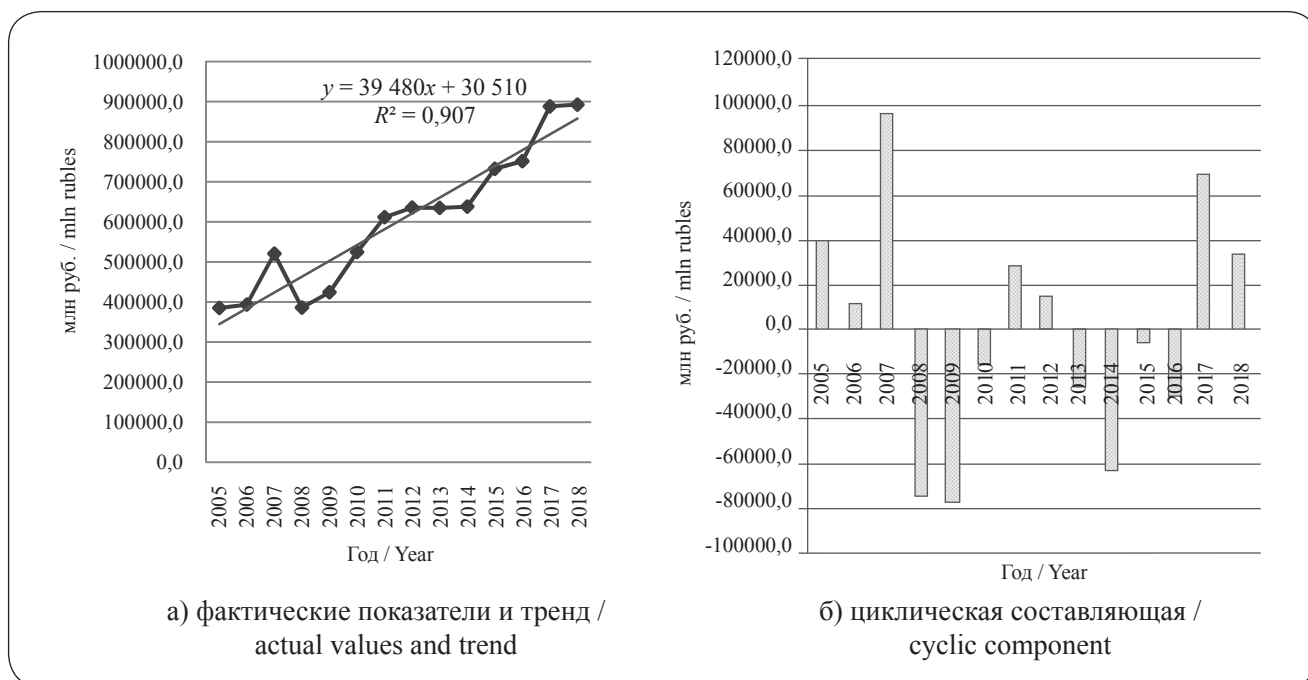 1000000,0
900000,0
800000,0
700000,0
600000,0
500000,0
400000,0
300000,0
200000,0
100000,0
0,0
млн руб. / mln rubles
y = 39 480x + 30 510
R² = 0,907
2005 2006 2007 2008 2009 2010 2011 2012 2013 2014 2015 2016 2017 2018
Год / Year
а) фактические показатели и тренд /
actual values and trend
120000,0
100000,0
80000,0
60000,0
40000,0
20000,0
0,0
-20000,0
-40000,0
-60000,0
-80000,0
-100000,0
млн руб. / mln rubles
2005 2006 2007 2008 2009 2010 2011 2012 2013 2014 2015 2016 2017 2018
Год / Year
б) циклическая составляющая /
cyclic component